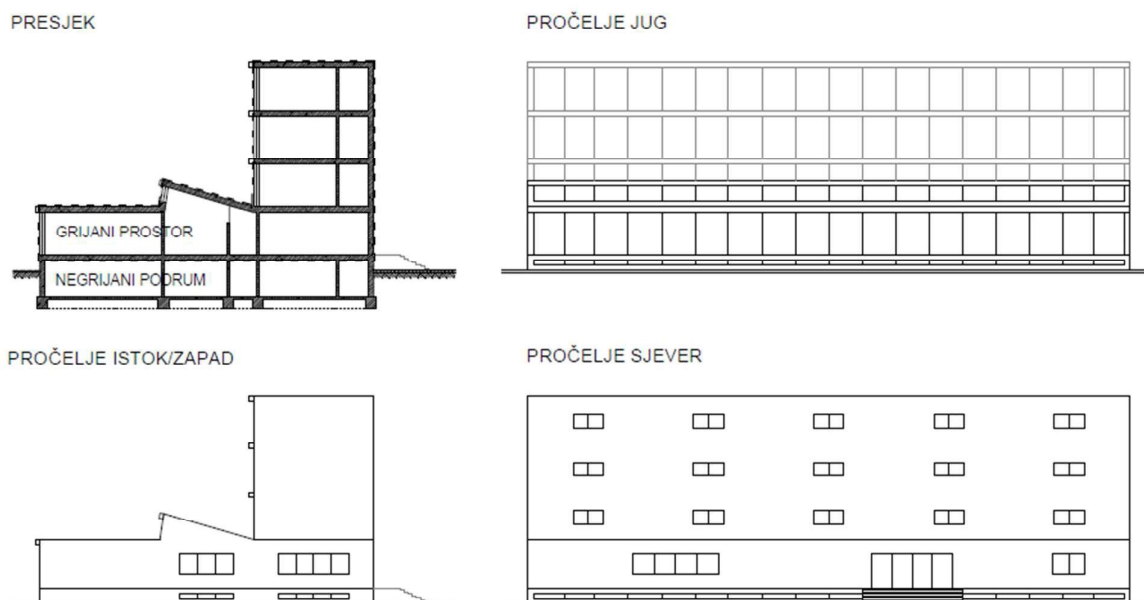 PRESJEK
PROČELJE JUG
GRIJANI PROSTOR
NEGRIJANI PODRUM
PROČELJE ISTOK/ZAPAD
PROČELJE SJEVER